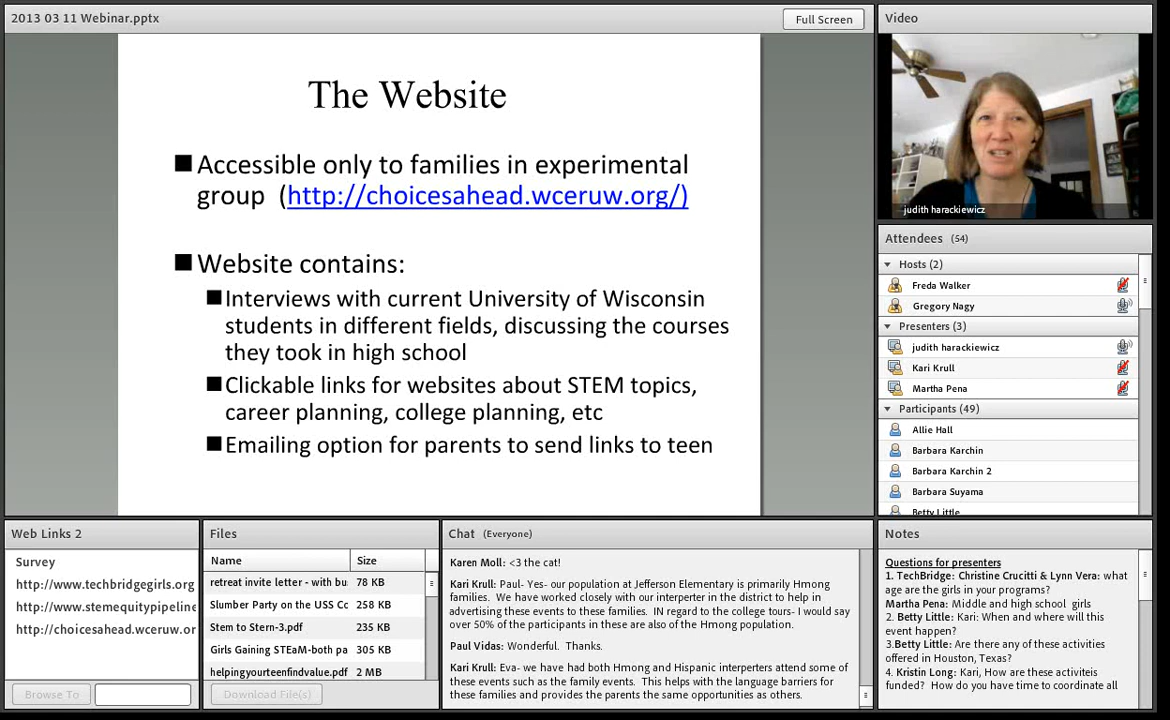 2013 03 11 Webinar.pptx
Full Screen
The Website
Accessible only to families in experimental
group (http://choicesahead.wceruw.org/)
Website contains:
Interviews with current University of Wisconsin
students in different fields, discussing the courses
they took in high school
Clickable links for websites about STEM topics,
career planning, college planning, etc
Emailing option for parents to send links to teen
Video
judith harackiewicz
Attendees (54)
Hosts (2)
Freda Walker
Gregory Nagy
Presenters (3)
judith harackiewicz
Kari Krull
Martha Pena
Participants (49)
Allie Hall
Barbara Karchin
Barbara Karchin 2
Barbara Suyama
Betty Little
Web Links 2
Survey
http://www.techbridgegirls.org
http://www.stemequitypipeline
http://choicesahead.wceruw.or
Browse To
Files
Name Size
retreat invite letter - with bu 78 KB
Slumber Party on the USS Cc 258 KB
Stem to Stern-3.pdf 235 KB
Girls Gaining STEaM-both pa 305 KB
helpingyourteenfindvalue.pdf 2 MB
Download File(s)
Chat (Everyone)
Karen Moll: <3 the cat!
Kari Krull: Paul- Yes- our population at Jefferson Elementary is primarily Hmong
families. We have worked closely with our interpreter in the district to help in
advertising these events to these families. IN regard to the college tours- I would say
over 50% of the participants in these are also of the Hmong population.
Paul Vidas: Wonderful. Thanks.
Kari Krull: Eva- we have had both Hmong and Hispanic interpreters attend some of
these events such as the family events. This helps with the language barriers for
these families and provides the parents the same opportunities as others.
Notes
Questions for presenters
1. TechBridge: Christine Crucitti & Lynn Vera: what
age are the girls in your programs?
Martha Pena: Middle and high school girls
2. Betty Little: Kari: When and where will this
event happen?
3.Betty Little: Are there any of these activities
offered in Houston, Texas?
4. Kristin Long: Kari, How are these activiteis
funded? How do you have time to coordinate all